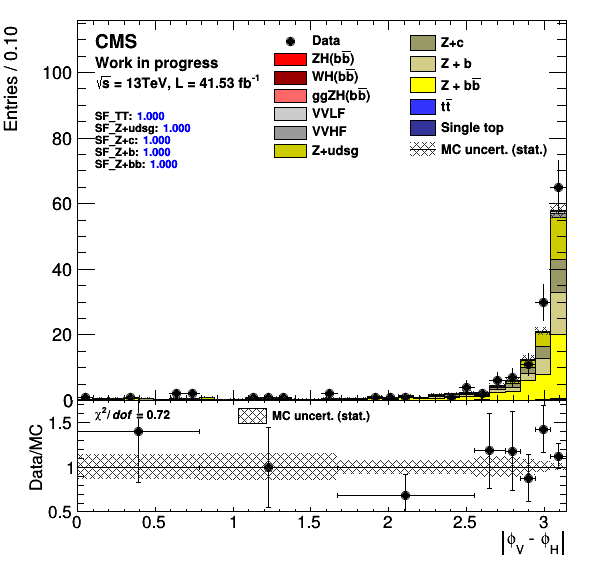 CMS
Work in progress
√s = 13TeV, L = 41.53 fb⁻¹
SF_TT: 1.000
SF_Z+udsg: 1.000
SF_Z+c: 1.000
SF_Z+b: 1.000
SF_Z+bb: 1.000
Data
ZH(bb̅)
WH(bb̅)
ggZH(bb̅)
VVLF
VVHF
Z+udsg
Z+c
Z + b
Z + bb̅
tt̅
Single top
MC uncert. (stat.)
Entries / 0.10
100
80
60
40
20
0
χ²/dof = 0.72
MC uncert. (stat.)
Data/MC
1.5
1
0.5
0 0.5 1 1.5 2 2.5 3
|ϕV - ϕH|